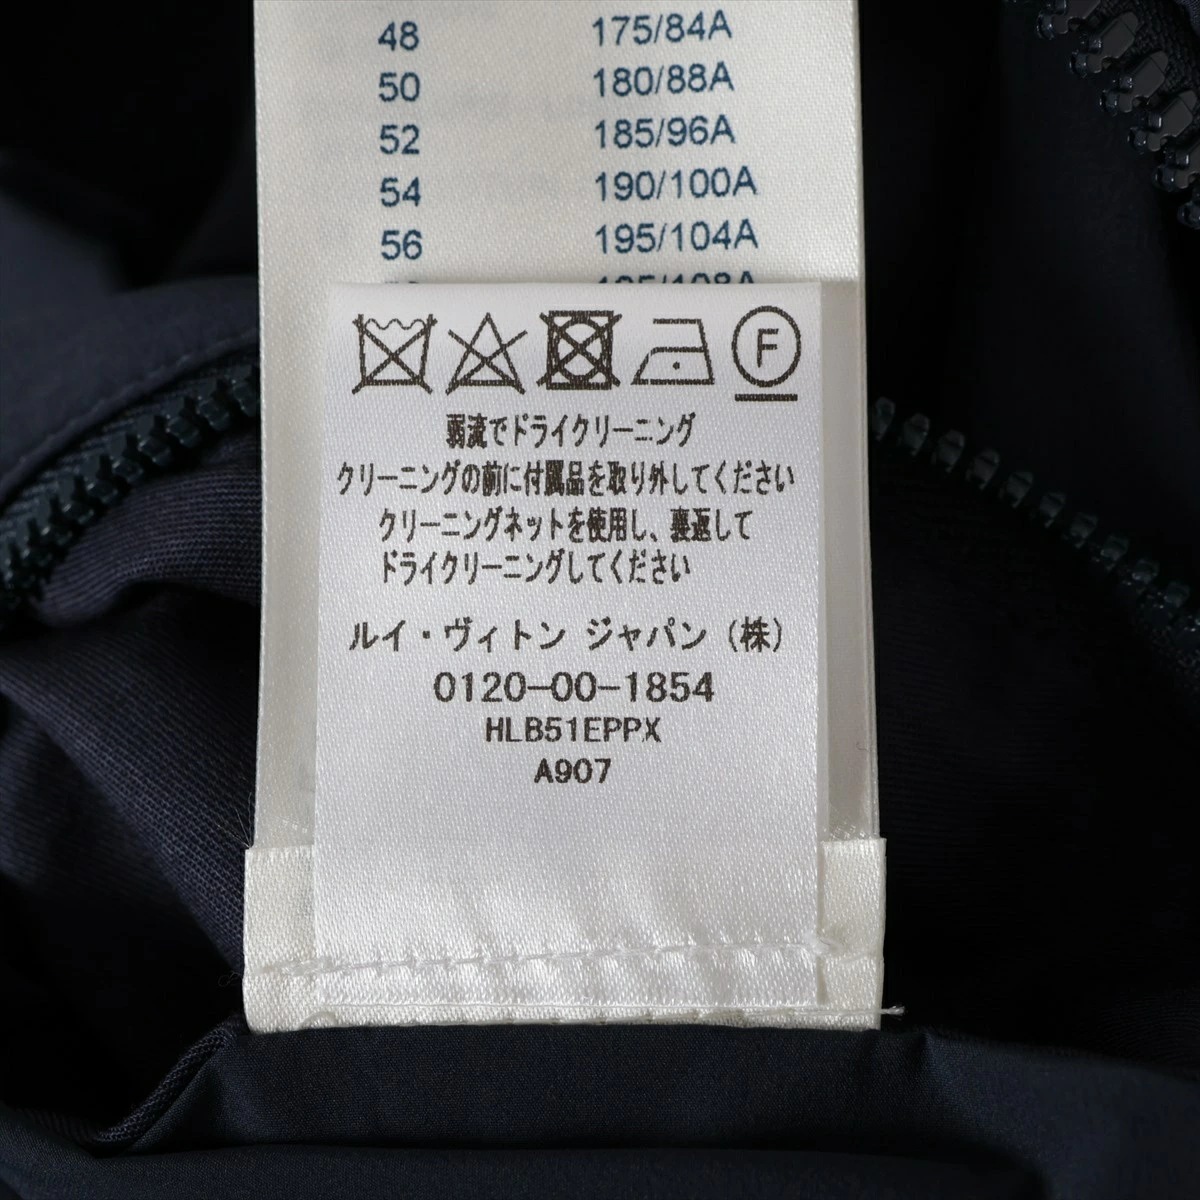 48 175/84A
50 180/88A
52 185/96A
54 190/100A
56 195/104A
F
弱流でドライクリーニング
クリーニングの前に付属品を取り外してください
クリーニングネットを使用し、裏返して
ドライクリーニングしてください
ルイ・ヴィトン ジャパン (株)
0120-00-1854
HLB51EPPX
A907